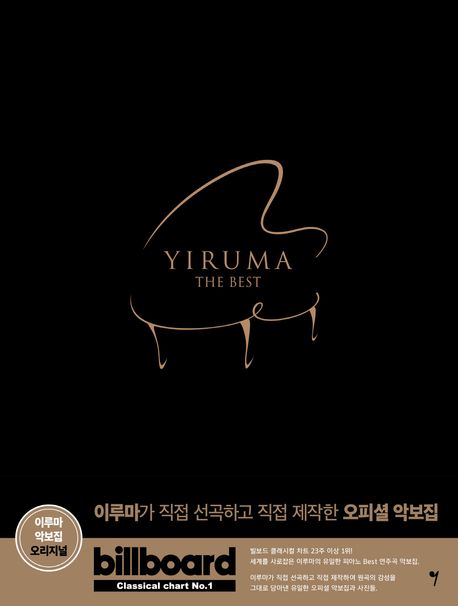 YIRUMA
THE BEST
이루마가 직접 선곡하고 직접 제작한 오피셜 악보집
이루마
악보집
오리지널
billboard
Classical chart No.1
빌보드 클래시컬 차트 23주 이상 1위!
세계를 사로잡은 이루마의 유일한 피아노 Best 연주곡 악보집.
이루마가 직접 선곡하고 직접 제작하여 원곡의 감성을
그대로 담아낸 유일한 오피셜 악보집과 사진들.